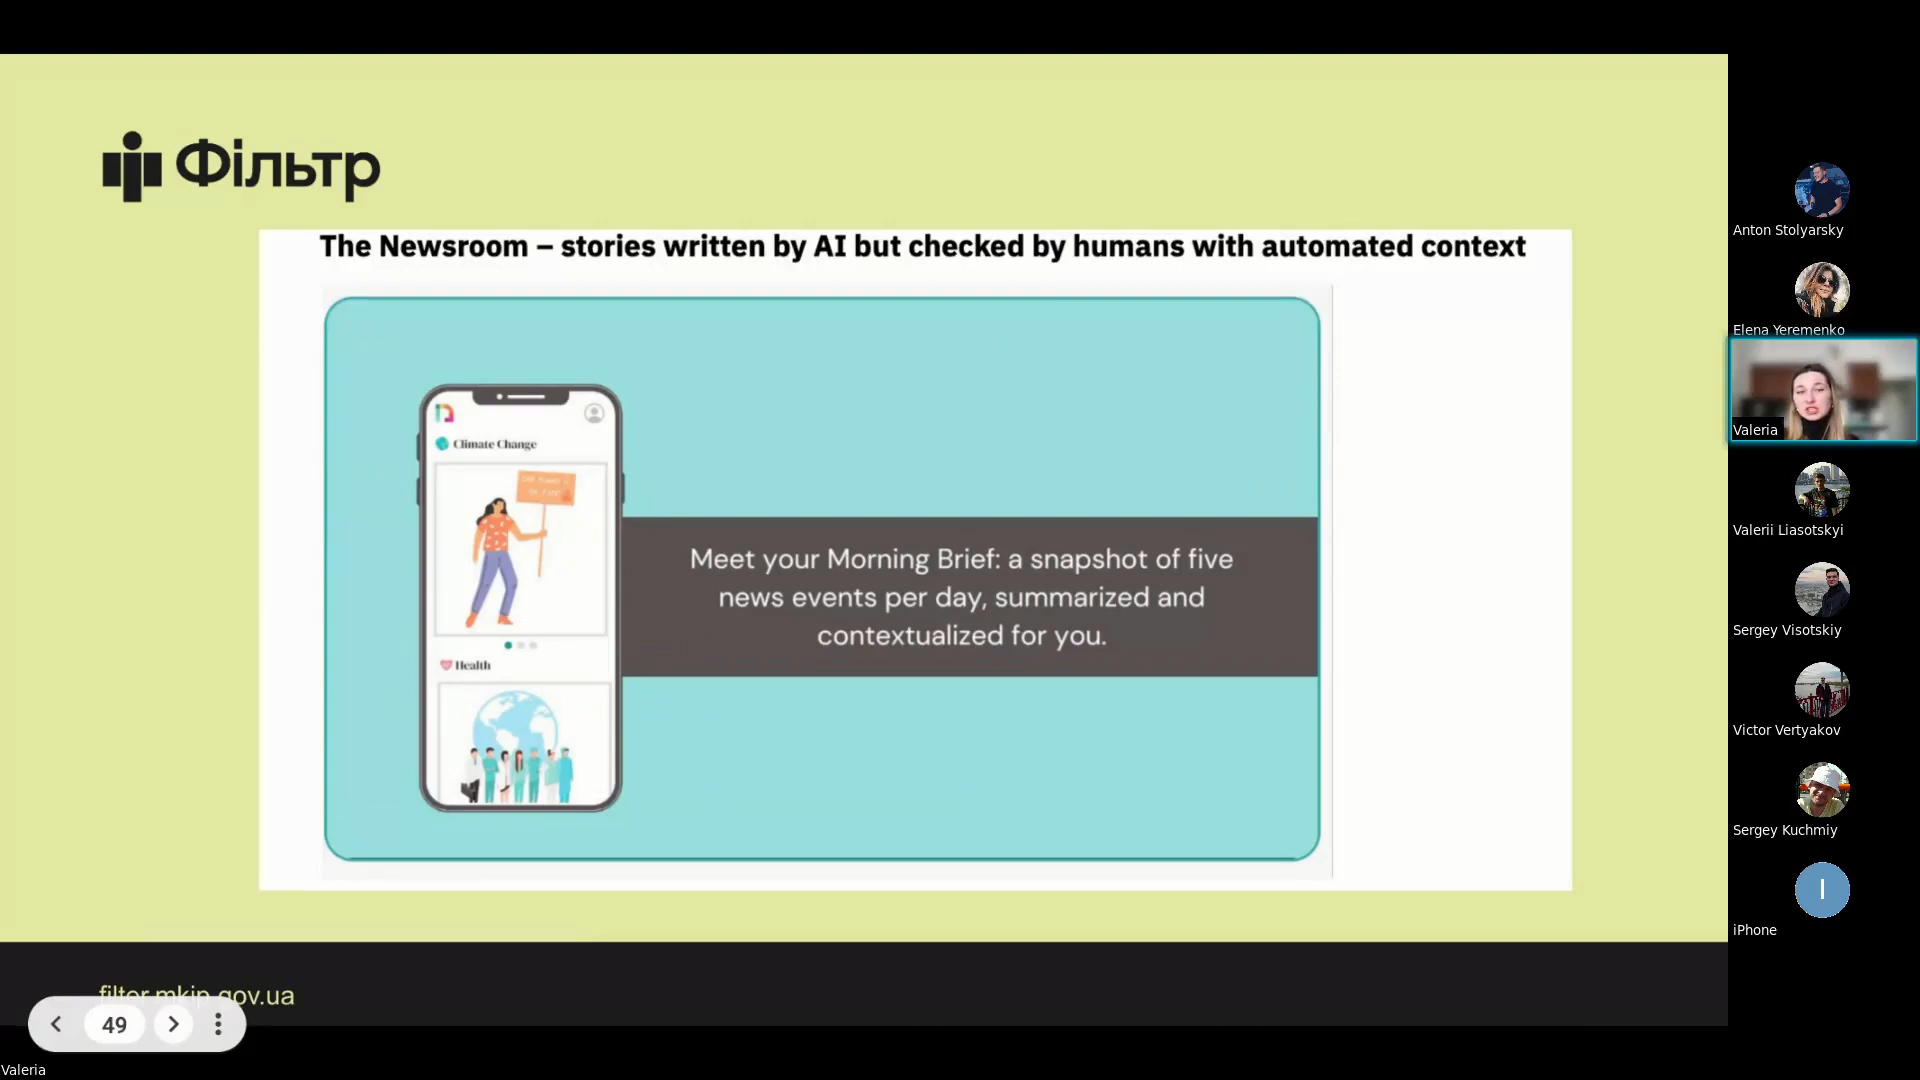 Фільтр
The Newsroom – stories written by AI but checked by humans with automated context
Climate Change
Meet your Morning Brief: a snapshot of five
news events per day, summarized and
contextualized for you.
Health
filter.mkip.gov.ua
49
Valeria
Anton Stolyarsky
Elena Yeremenko
Valeria
Valerii Liasotskyi
Sergey Visotskiy
Victor Vertyakov
Sergey Kuchmiy
I
iPhone